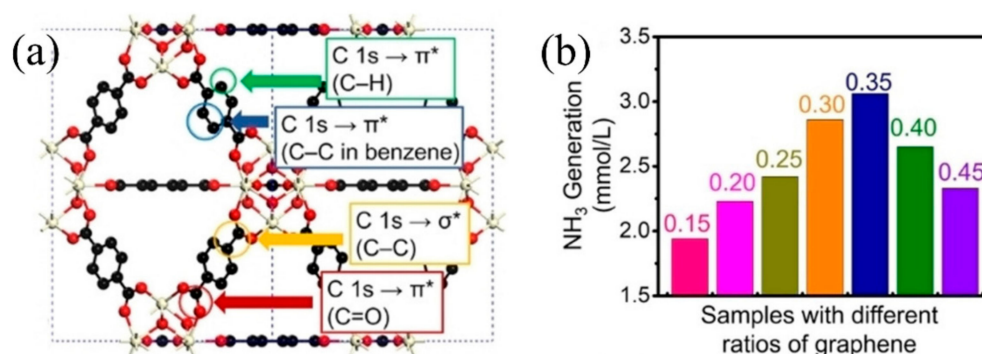 (a)
C 1s → π*
(C–H)
C 1s → π*
(C–C in benzene)
C 1s → σ*
(C–C)
C 1s → π*
(C=O)
(b)
NH₃ Generation
(mmol/L)
3.5
3.0
2.5
2.0
1.5
0.15
0.20
0.25
0.30
0.35
0.40
0.45
Samples with different
ratios of graphene